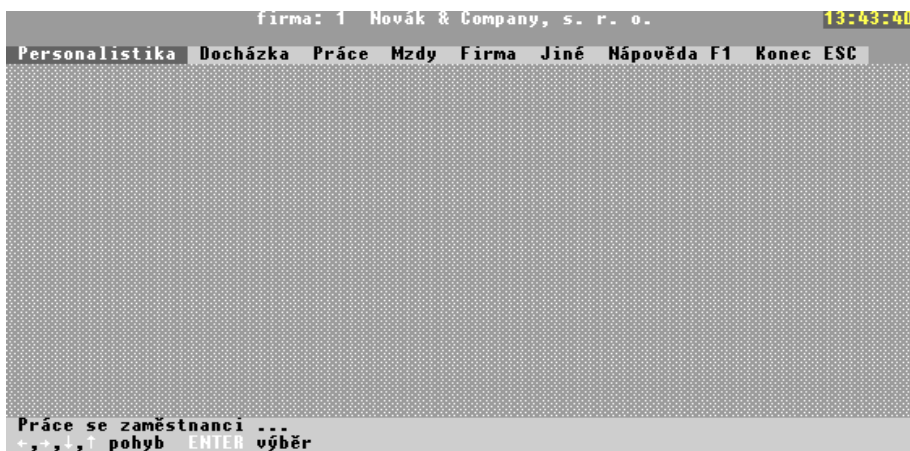 firma: 1 Novák & Company, s. r. o. 13:43:40
Personalistika Docházka Práce Mzdy Firma Jiné Nápověda F1 Konec ESC
Práce se zaměstnanci ...
←,→,↓,↑ pohyb ENTER výběr